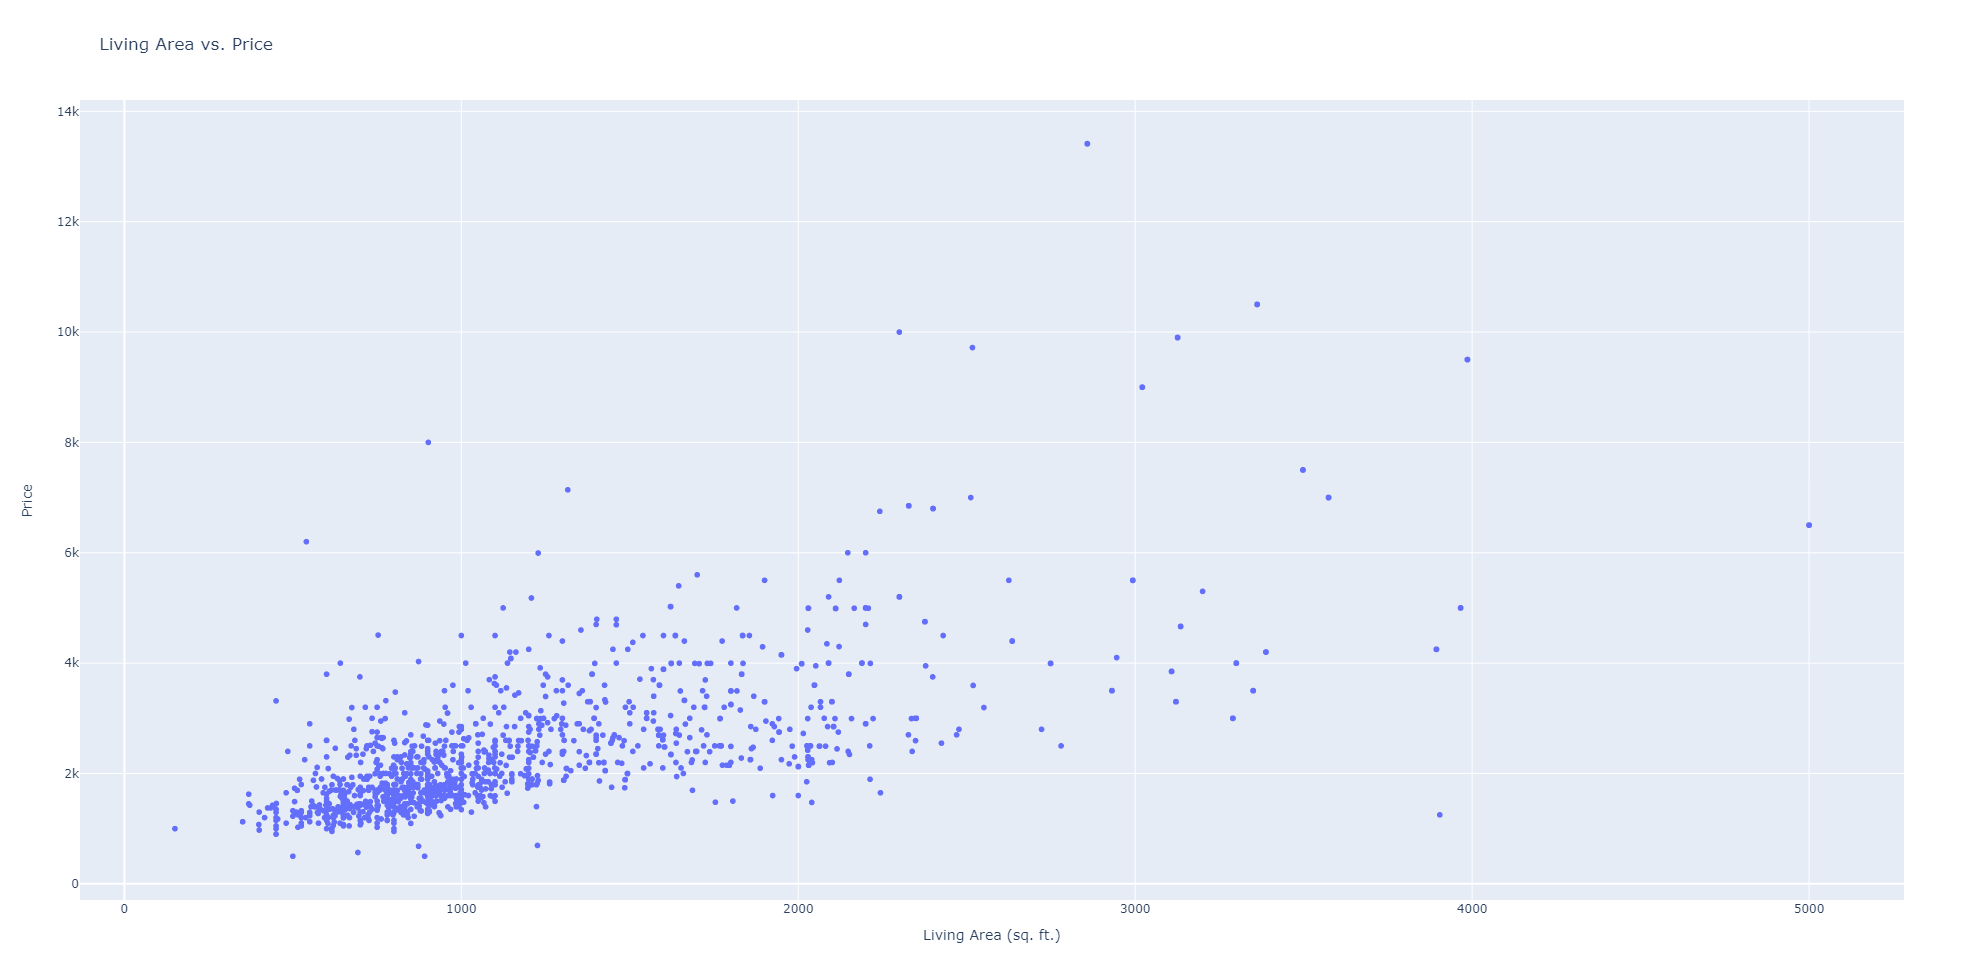 Living Area vs. Price
14k
12k
10k
8k
6k
4k
2k
0
Price
0 1000 2000 3000 4000 5000
Living Area (sq. ft.)